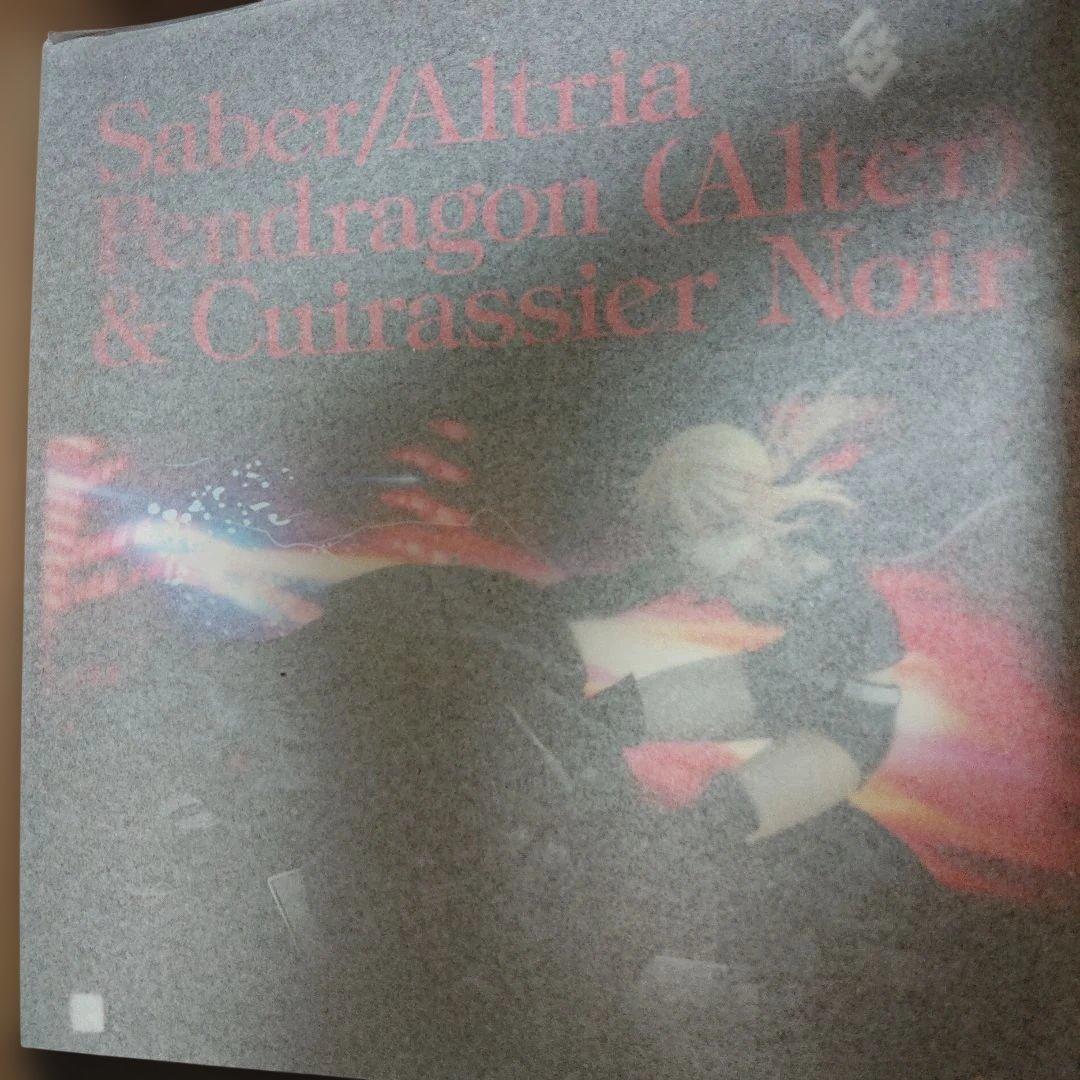 Saber/Altria
Pendragon (Alter)
& Cuirassier Noir